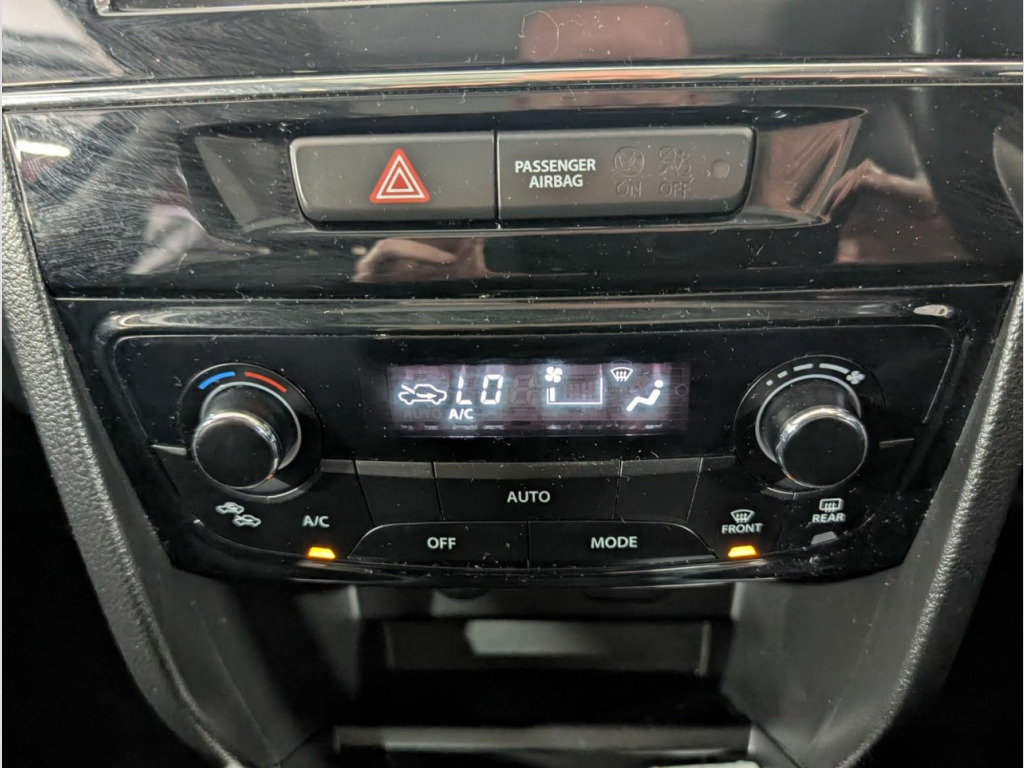 PASSENGER
AIRBAG
ON OFF
LO
AUTO A/C
AUTO
A/C
OFF
MODE
FRONT
REAR